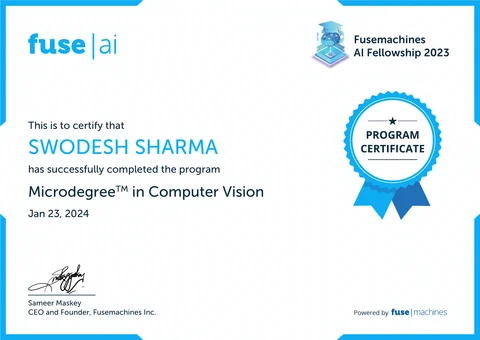 fuse|ai
Fusemachines
AI Fellowship 2023
This is to certify that
SWODESH SHARMA
has successfully completed the program
Microdegree™ in Computer Vision
Jan 23, 2024
PROGRAM
CERTIFICATE
Sameer Maskey
CEO and Founder, Fusemachines Inc.
Powered by fuse|machines